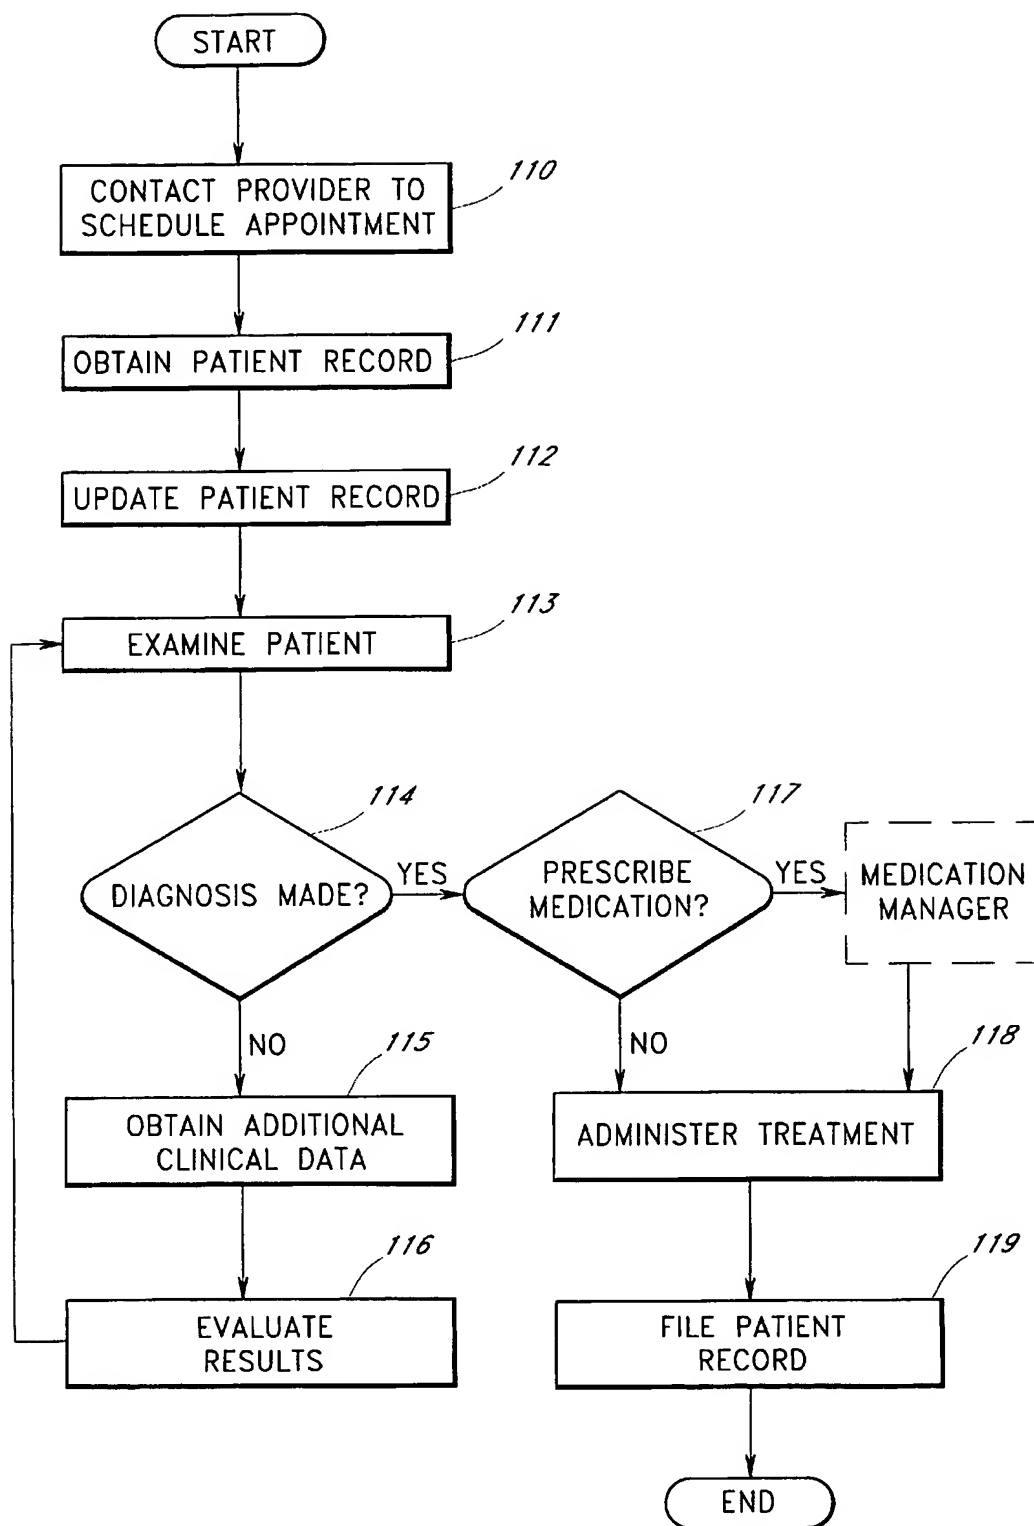 START
110
CONTACT PROVIDER TO
SCHEDULE APPOINTMENT
111
OBTAIN PATIENT RECORD
112
UPDATE PATIENT RECORD
113
EXAMINE PATIENT
114
DIAGNOSIS MADE?
YES
117
PRESCRIBE
MEDICATION?
YES
MEDICATION
MANAGER
NO
115
OBTAIN ADDITIONAL
CLINICAL DATA
NO
118
ADMINISTER TREATMENT
116
EVALUATE
RESULTS
119
FILE PATIENT
RECORD
END